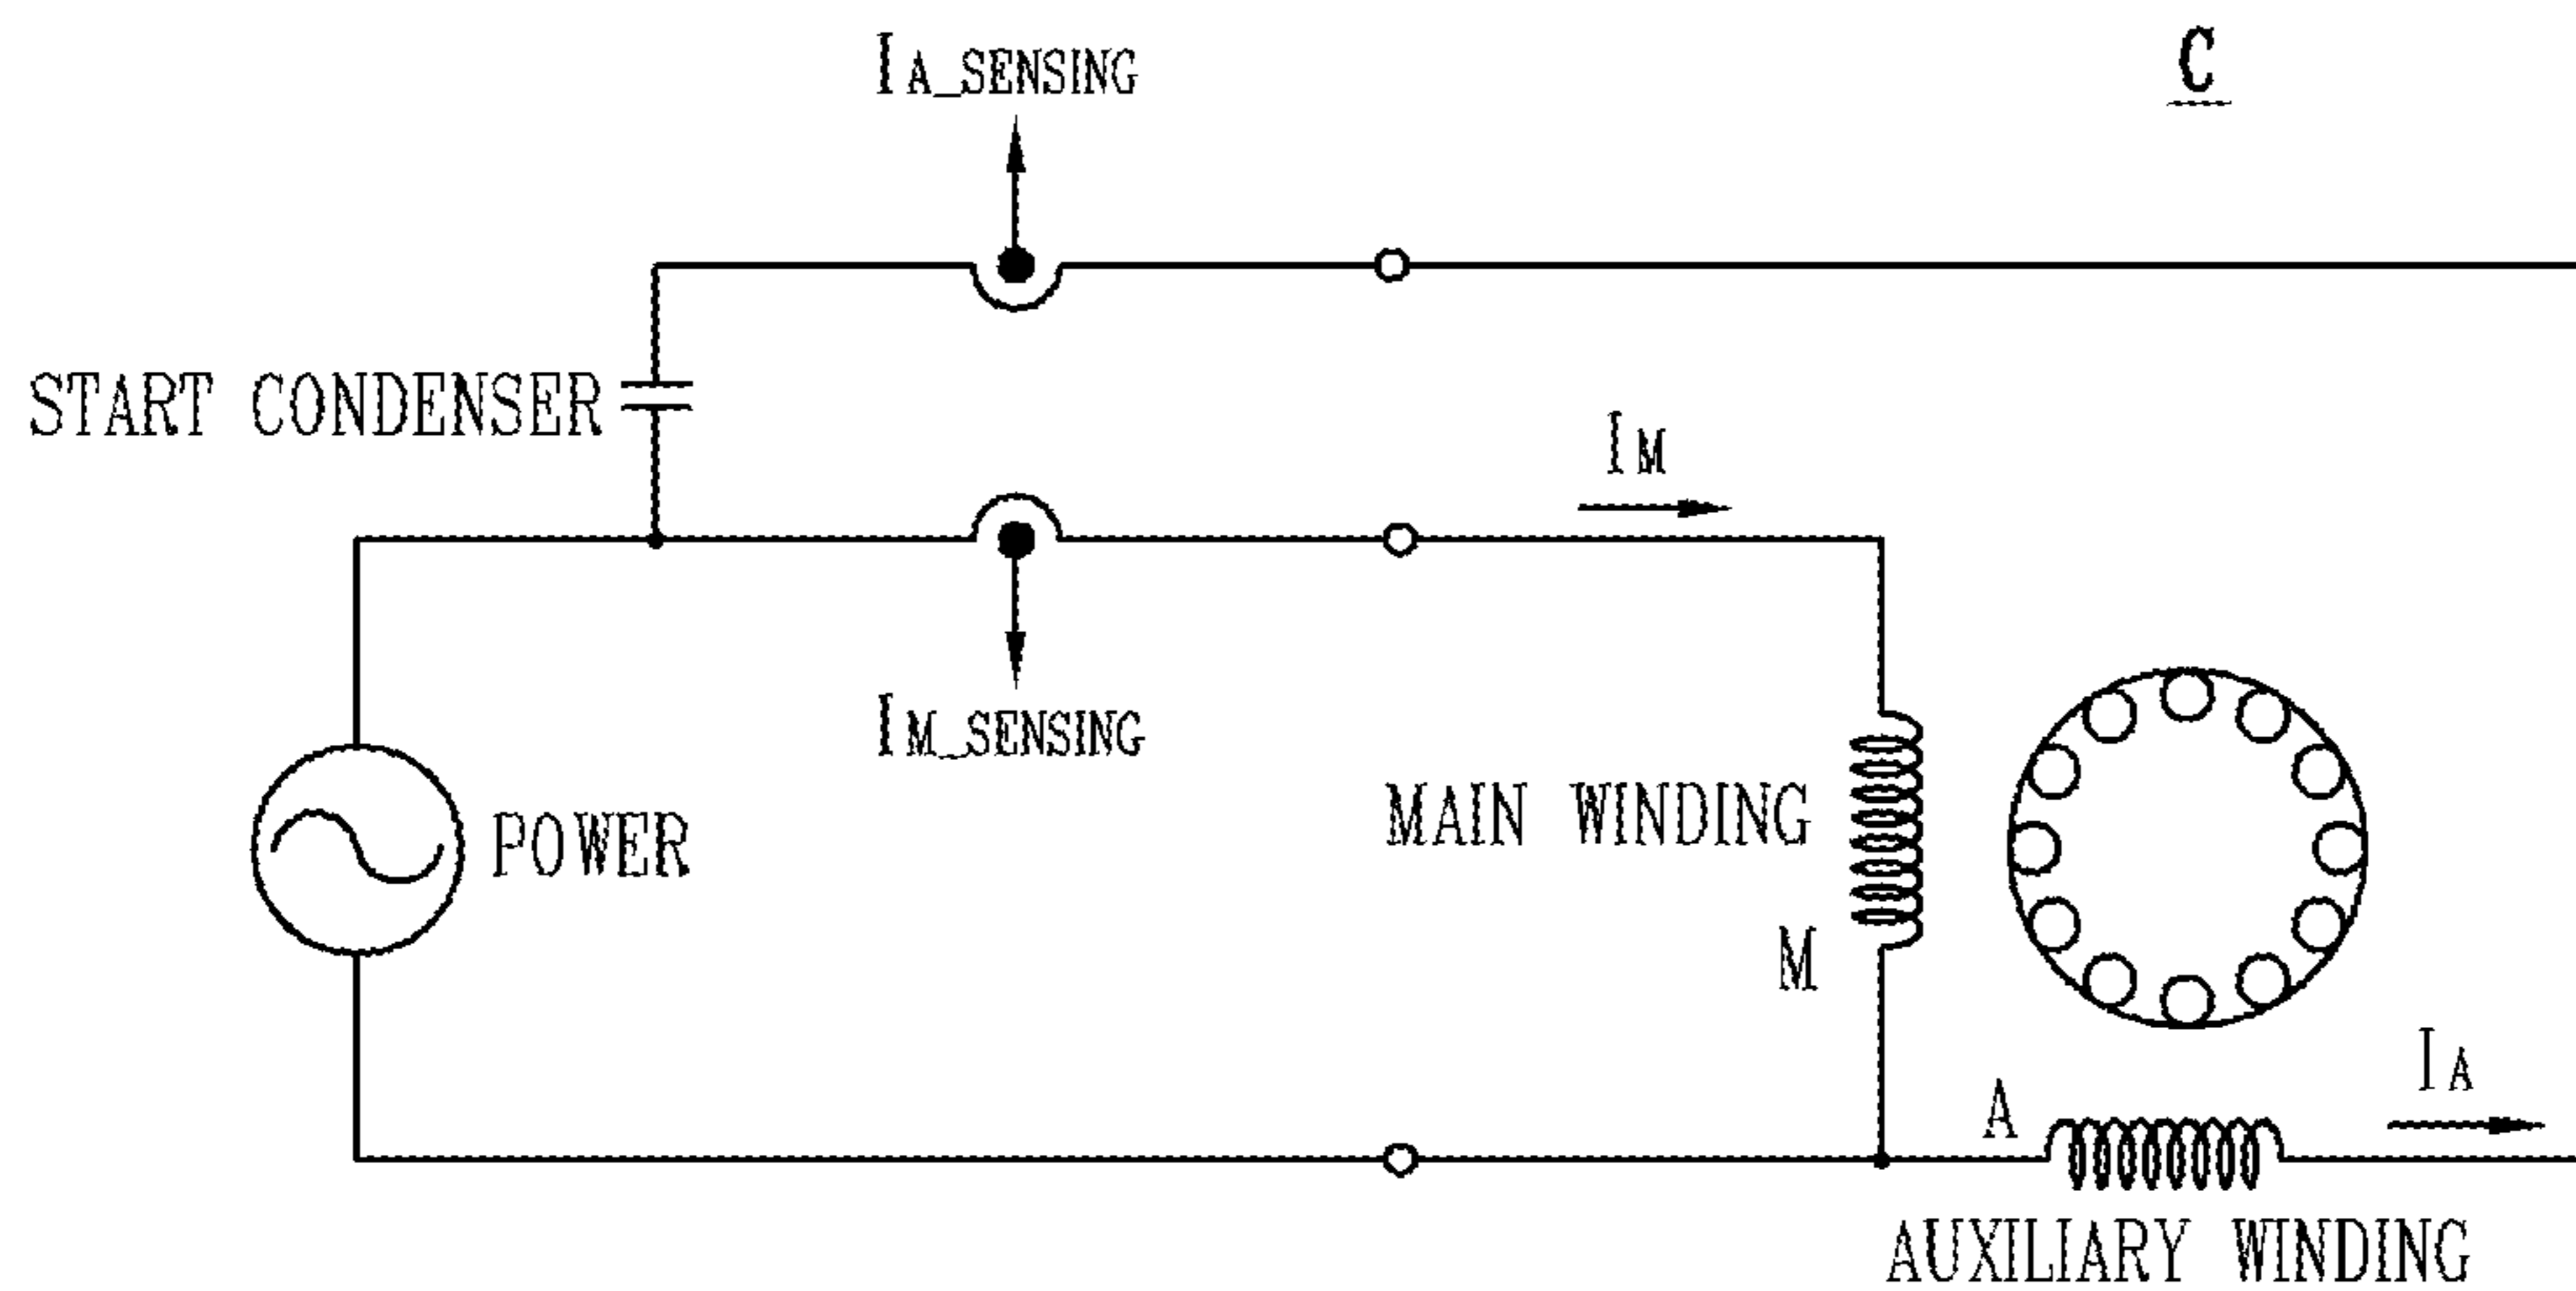 IA_SENSING
C
START CONDENSER
IM
IM_SENSING
POWER
MAIN WINDING
M
IA
A
AUXILIARY WINDING